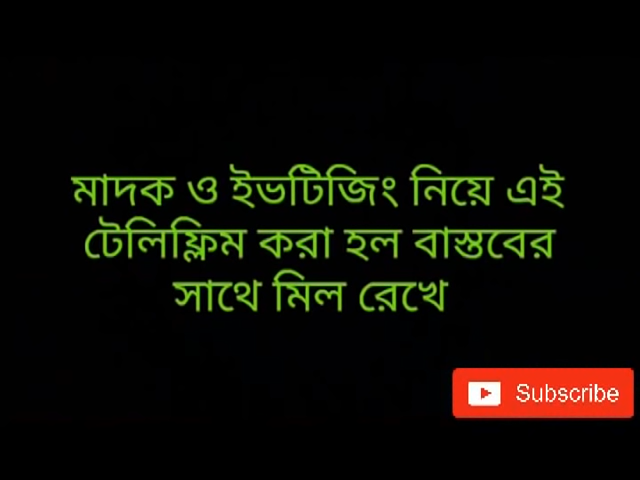 মাদক ও ইভটিজিং নিয়ে এই
টেলিফ্লিম করা হল বাস্তবের
সাথে মিল রেখে
Subscribe